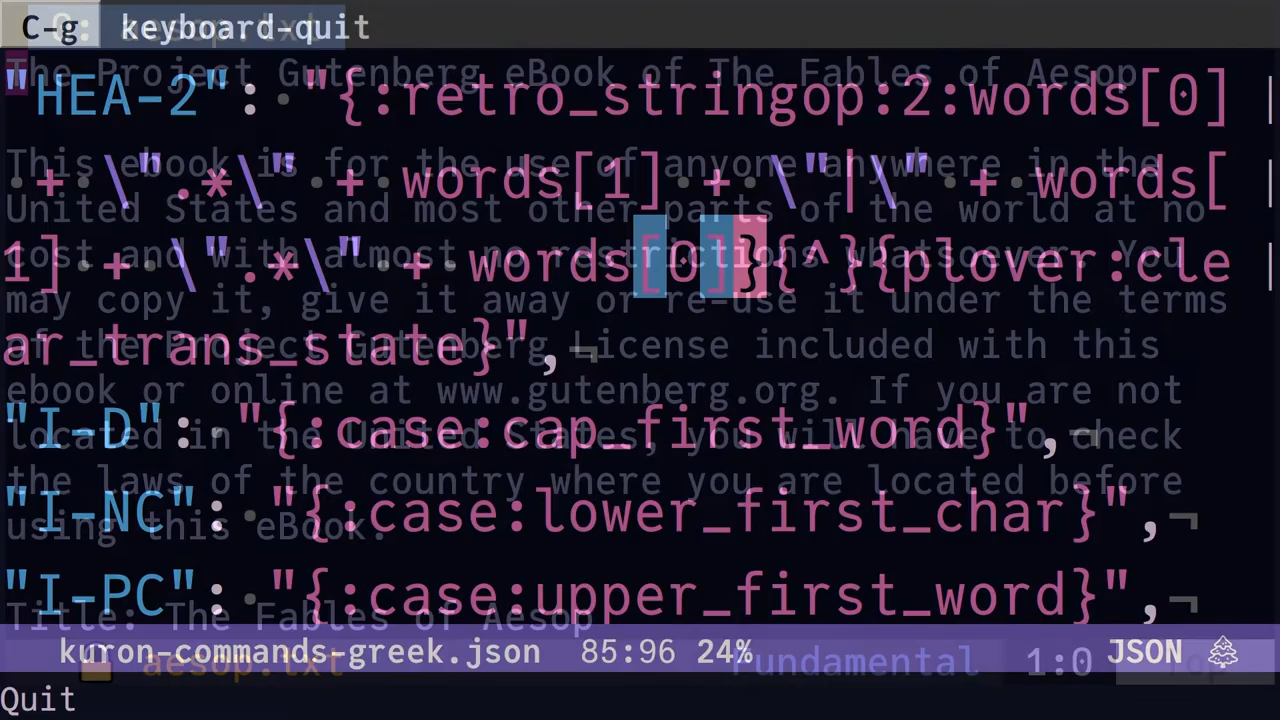 C-g keyboard-quit
aesop.txt
The Project Gutenberg eBook of The Fables of Aesop
"HEA-2": "{:retro_stringop:2:words[0]
This ebook is for the use of anyone anywhere in the
+ \".*\" + words[1] + \"|\" + words[
United States and most other parts of the world at no
1] + \".*\" + words[0]}{^}{plover:cle
cost and with almost no restrictions whatsoever. You
may copy it, give it away or re-use it under the terms
ar_trans_state}",¬
of the Project Gutenberg License included with this
ebook or online at www.gutenberg.org. If you are not
"I-D": "{:case:cap_first_word}",¬
located in the United States, you will have to check
the laws of the country where you are located before
"I-NC": "{:case:lower_first_char}",¬
using this eBook.
"I-PC": "{:case:upper_first_word}",¬
Title: The Fables of Aesop
kuron-commands-greek.json 85:96 24% JSON
aesop.txt Fundamental 1:0 Top
Quit